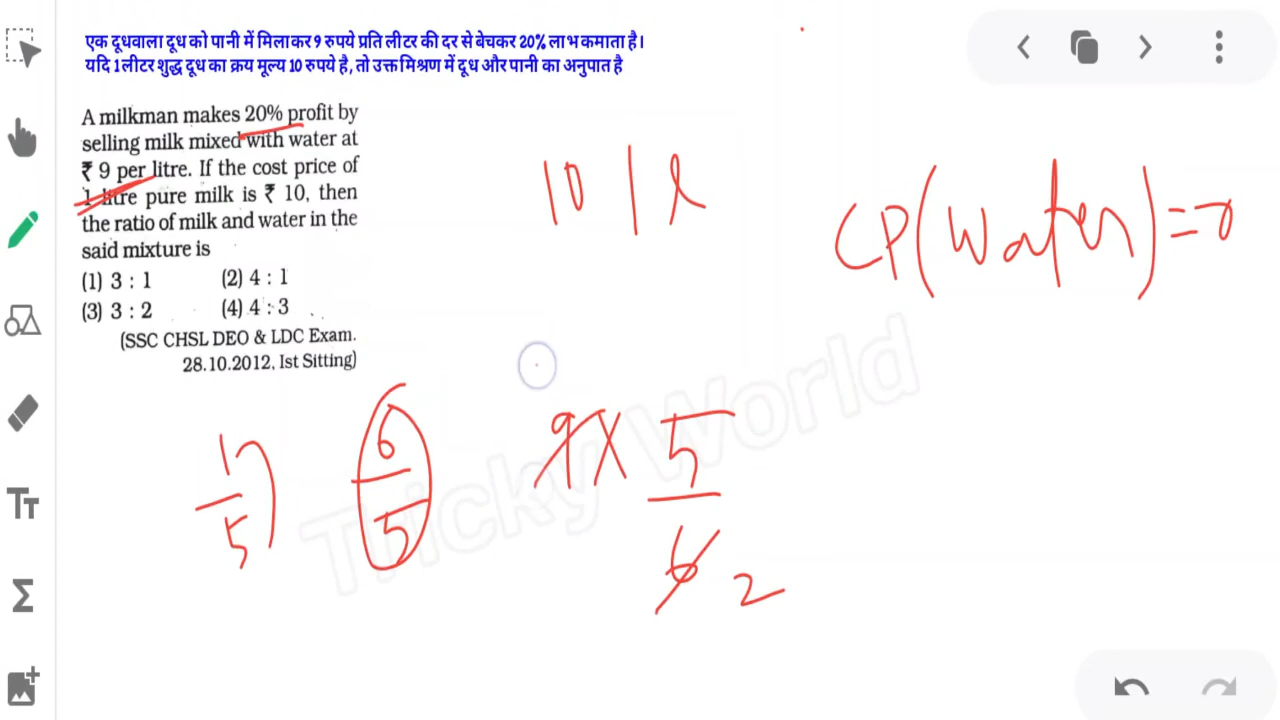 एक दूधवाला दूध को पानी में मिलाकर 9 रुपये प्रति लीटर की दर से बेचकर 20% लाभ कमाता है।
यदि 1 लीटर शुद्ध दूध का क्रय मूल्य 10 रुपये है, तो उक्त मिश्रण में दूध और पानी का अनुपात है
A milkman makes 20% profit by
selling milk mixed with water at
₹ 9 per litre. If the cost price of
1 litre pure milk is ₹ 10, then
the ratio of milk and water in the
said mixture is
(1) 3 : 1 (2) 4 : 1
(3) 3 : 2 (4) 4 : 3
(SSC CHSL DEO & LDC Exam.
28.10.2012, Ist Sitting)
10 | l
CP(Water) = 0
1/5
6/5
9 × 5/6 2
Tricky World
Tт
Σ